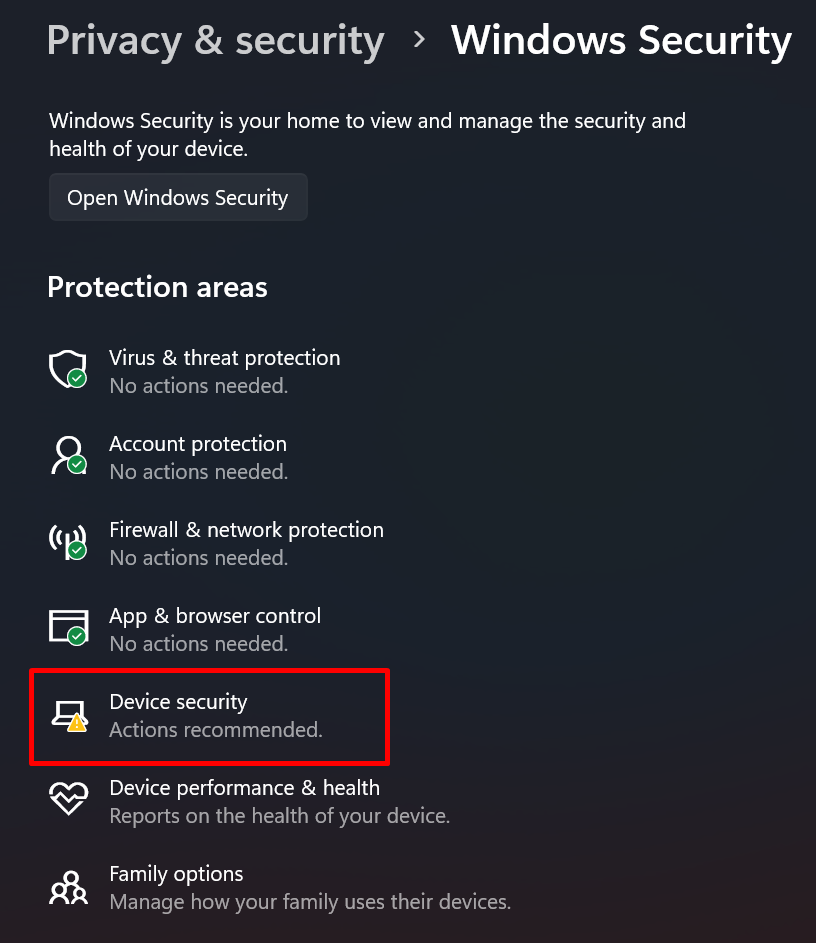 Privacy & security > Windows Security
Windows Security is your home to view and manage the security and
health of your device.
Open Windows Security
Protection areas
Virus & threat protection
No actions needed.
Account protection
No actions needed.
Firewall & network protection
No actions needed.
App & browser control
No actions needed.
Device security
Actions recommended.
Device performance & health
Reports on the health of your device.
Family options
Manage how your family uses their devices.